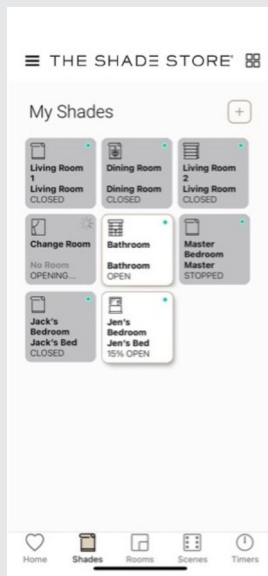 THE SHADE STORE
My Shades
+
Living Room
1
Living Room
CLOSED
Dining Room
Dining Room
CLOSED
Living Room
2
Living Room
CLOSED
Change Room
No Room
OPENING...
Bathroom
Bathroom
OPEN
Master
Bedroom
Master
STOPPED
Jack's
Bedroom
Jack's Bed
CLOSED
Jen's
Bedroom
Jen's Bed
15% OPEN
Home
Shades
Rooms
Scenes
Timers